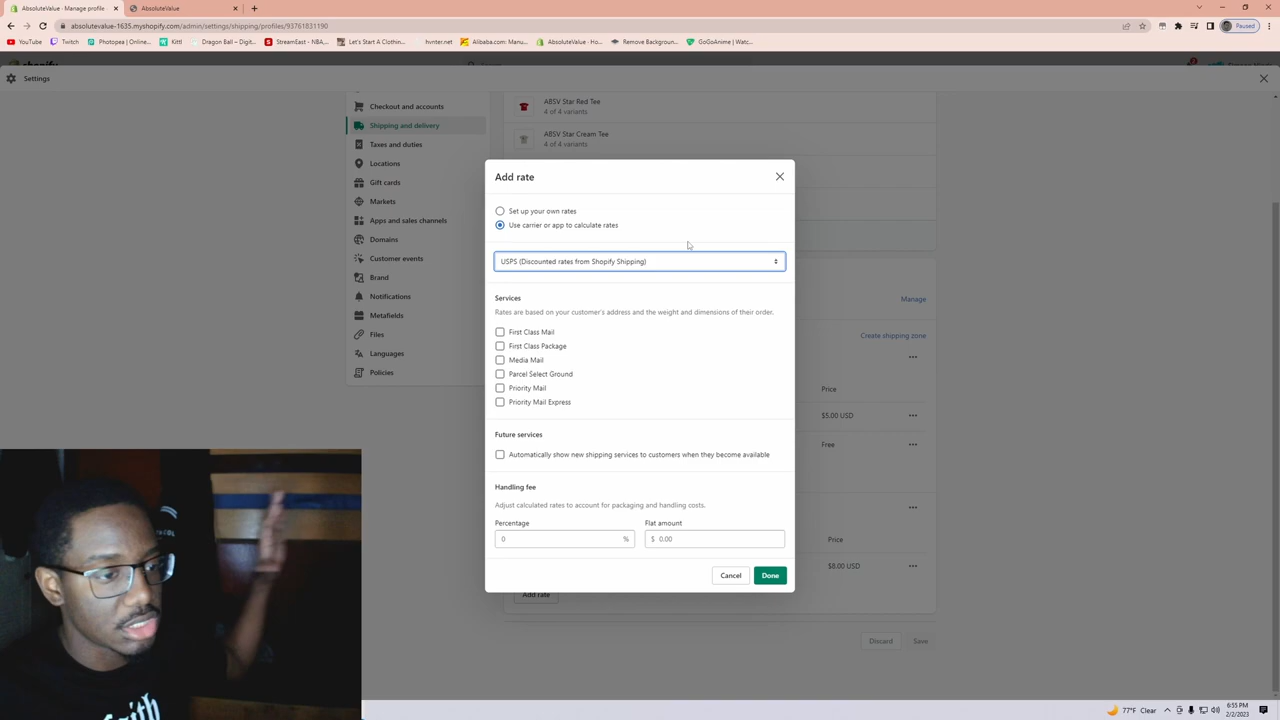 AbsoluteValue - Manage profile
AbsoluteValue
absolutevalue-1635.myshopify.com/admin/settings/shipping/profiles/93761831190
Paused
YouTube
Twitch
Photopea | Online...
Kittl
Dragon Ball – Digit...
StreamEast - NBA,...
Let's Start A Clothin...
hvnter.net
Alibaba.com: Manu...
AbsoluteValue · Ho...
Remove Backgroun...
GoGoAnime | Watc...
Settings
Checkout and accounts
Shipping and delivery
Taxes and duties
Locations
Gift cards
Markets
Apps and sales channels
Domains
Customer events
Brand
Notifications
Metafields
Files
Languages
Policies
ABSV Star Red Tee
4 of 4 variants
ABSV Star Cream Tee
4 of 4 variants
Add rate
Set up your own rates
Use carrier or app to calculate rates
USPS (Discounted rates from Shopify Shipping)
Services
Rates are based on your customer's address and the weight and dimensions of their order.
First Class Mail
First Class Package
Media Mail
Parcel Select Ground
Priority Mail
Priority Mail Express
Future services
Automatically show new shipping services to customers when they become available
Handling fee
Adjust calculated rates to account for packaging and handling costs.
Percentage
Flat amount
0 %
$ 0.00
Cancel
Done
Manage
Create shipping zone
Price
$5.00 USD
Free
Price
$8.00 USD
Add rate
Discard
Save
77°F Clear
6:53 PM
2/2/2023